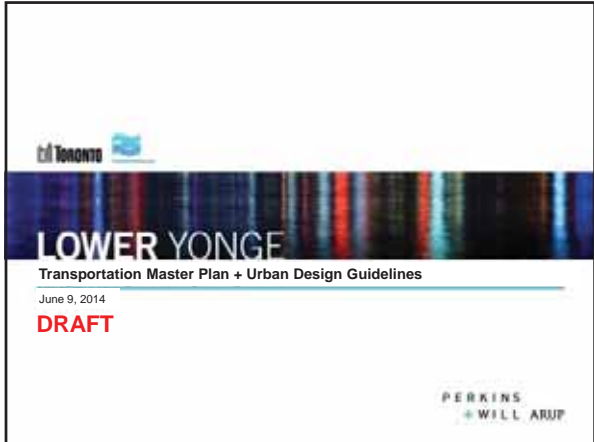 TORONTO
LOWER YONGE
Transportation Master Plan + Urban Design Guidelines
June 9, 2014
DRAFT
PERKINS
+ WILL ARUP